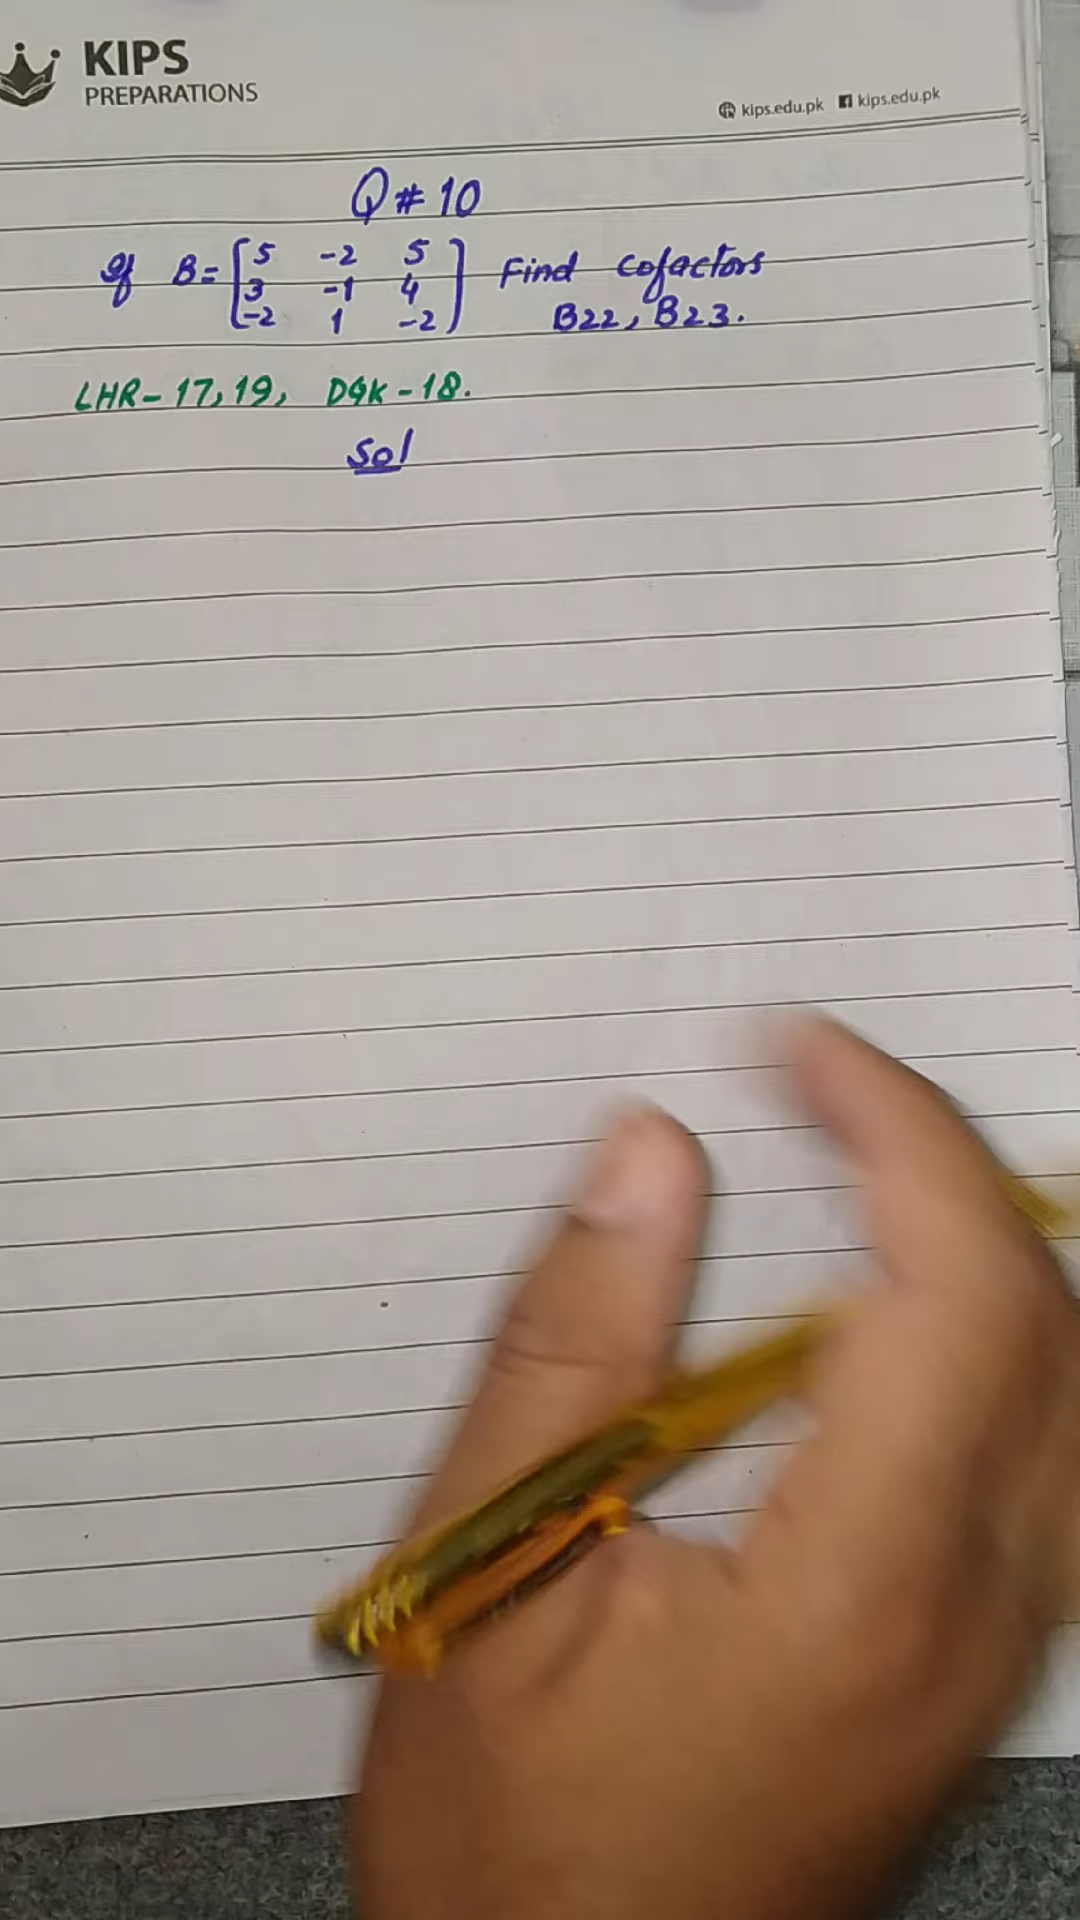 KIPS
PREPARATIONS
kips.edu.pk kips.edu.pk
Q # 10
If B = [ 5 -2 5 Find cofactors
3 -1 4
-2 1 -2 ] B22, B23.
LHR - 17, 19, DGK - 18.
Sol